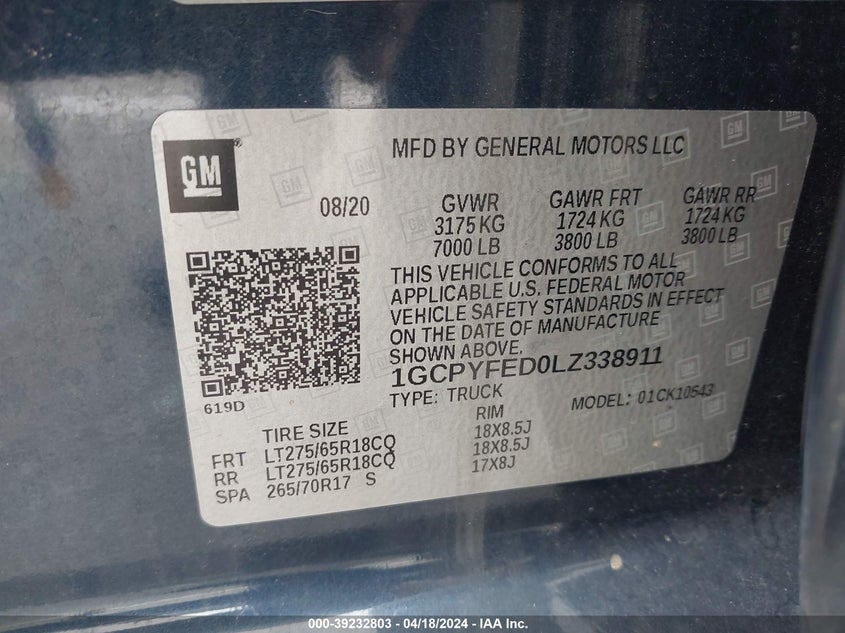 GM
MFD BY GENERAL MOTORS LLC
08/20
GVWR GAWR FRT GAWR RR
3175 KG 1724 KG 1724 KG
7000 LB 3800 LB 3800 LB
THIS VEHICLE CONFORMS TO ALL
APPLICABLE U.S. FEDERAL MOTOR
VEHICLE SAFETY STANDARDS IN EFFECT
ON THE DATE OF MANUFACTURE
SHOWN ABOVE.
1GCPYFED0LZ338911
619D
TYPE: TRUCK MODEL: 01CK10543
TIRE SIZE RIM
FRT LT275/65R18CQ 18X8.5J
RR LT275/65R18CQ 18X8.5J
SPA 265/70R17 S 17X8J
000-39232803 - 04/18/2024 - IAA Inc.